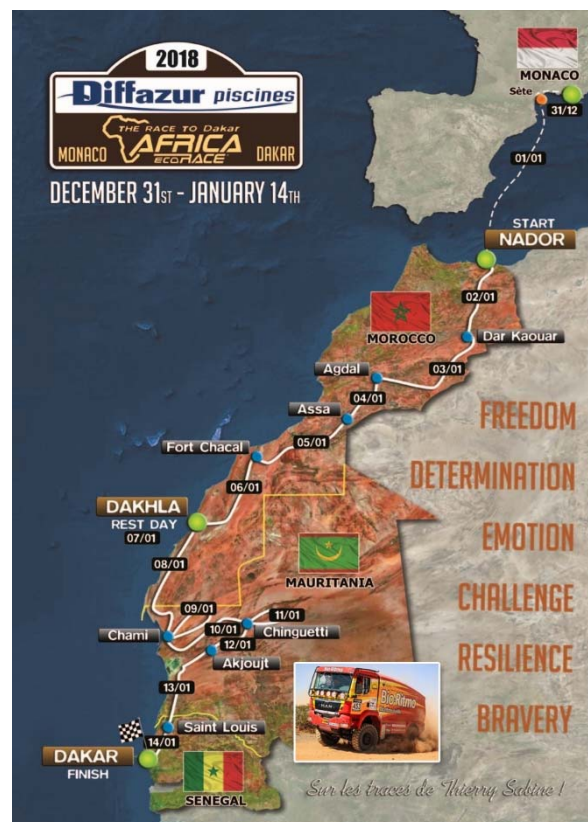 2018
Diffazur piscines
THE RACE TO Dakar
AFRICA
ECO RACE
MONACO
DAKAR
DECEMBER 31ST - JANUARY 14TH
MONACO
Sète
31/12
01/01
START
NADOR
02/01
MOROCCO
Dar Kaouar
03/01
Agdal
04/01
Assa
05/01
FREEDOM
Fort Chacal
06/01
DETERMINATION
DAKHLA
REST DAY
07/01
EMOTION
08/01
MAURITANIA
CHALLENGE
09/01
11/01
10/01
Chami
Chinguetti
12/01
Akjoujt
RESILIENCE
13/01
Bio.Ritmo
MAN
BRAVERY
Saint Louis
14/01
DAKAR
FINISH
SENEGAL
Sur les traces de Thierry Sabine !